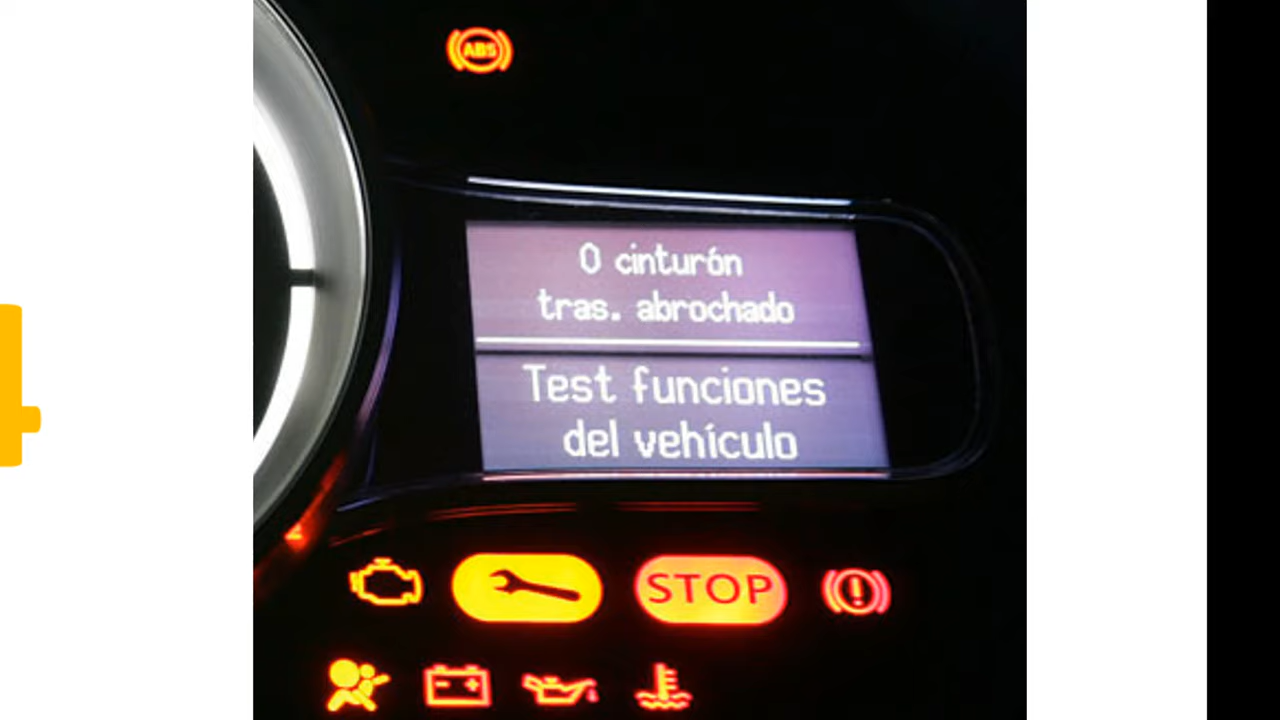 ABS
0 cinturón
tras. abrochado
Test funciones
del vehículo
STOP